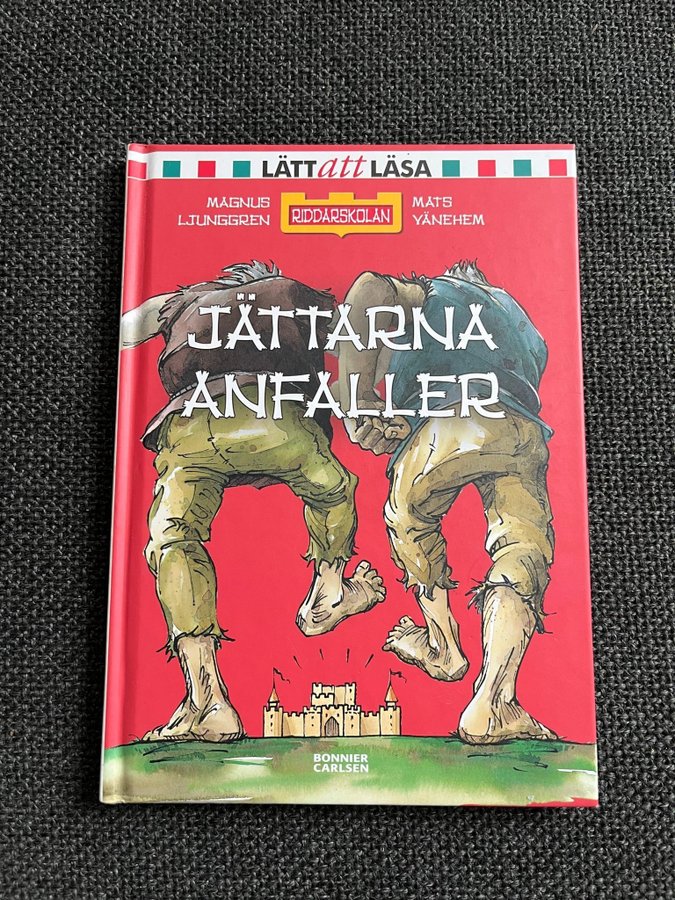 LÄTT att LÄSA
MAGNUS LJUNGGREN
RIDDARSKOLAN
MATS VÄNEHEM
JÄTTARNA
ANFALLER
BONNIER
CARLSEN